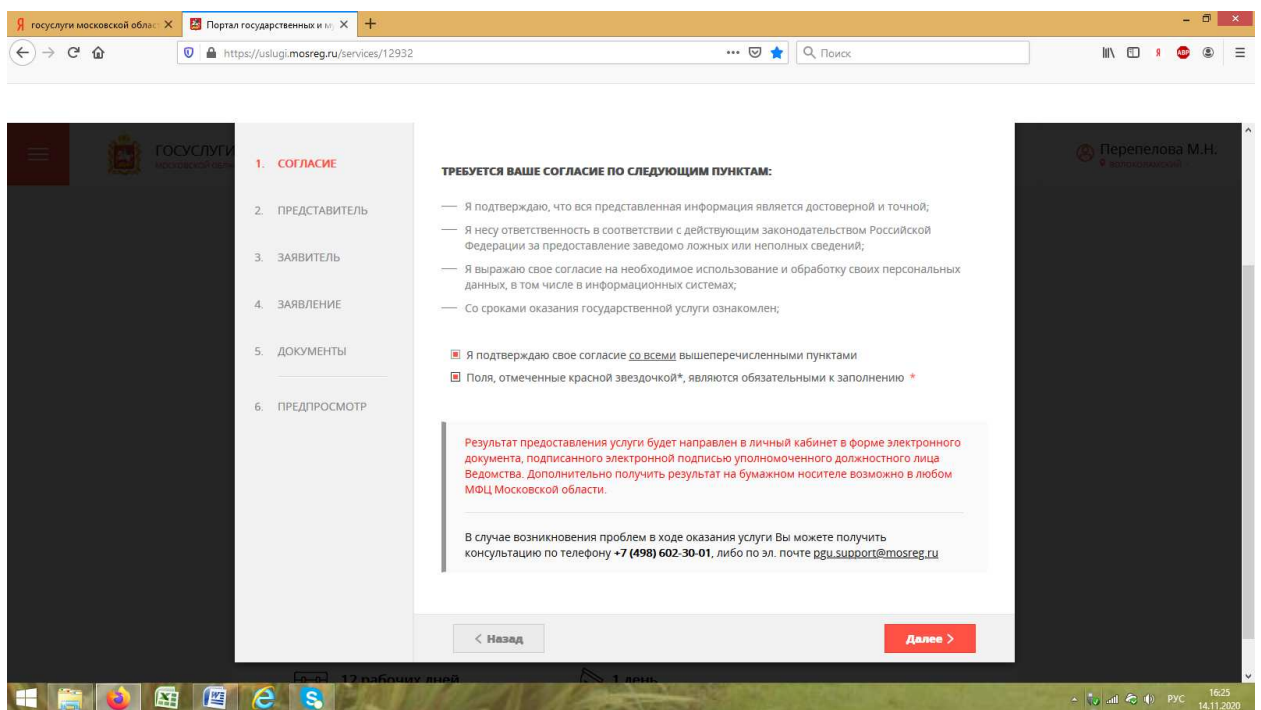 Я госуслуги московской облас
Портал государственных и м
https://uslugi.mosreg.ru/services/12932
Поиск
Я
ABP
ГОСУСЛУГИ
Перепелова М.Н.
1. СОГЛАСИЕ
2. ПРЕДСТАВИТЕЛЬ
3. ЗАЯВИТЕЛЬ
4. ЗАЯВЛЕНИЕ
5. ДОКУМЕНТЫ
6. ПРЕДПРОСМОТР
ТРЕБУЕТСЯ ВАШЕ СОГЛАСИЕ ПО СЛЕДУЮЩИМ ПУНКТАМ:
— Я подтверждаю, что вся представленная информация является достоверной и точной;
— Я несу ответственность в соответствии с действующим законодательством Российской
Федерации за предоставление заведомо ложных или неполных сведений;
— Я выражаю свое согласие на необходимое использование и обработку своих персональных
данных, в том числе в информационных системах;
— Со сроками оказания государственной услуги ознакомлен;
Я подтверждаю свое согласие со всеми вышеперечисленными пунктами
Поля, отмеченные красной звездочкой*, являются обязательными к заполнению *
Результат предоставления услуги будет направлен в личный кабинет в форме электронного
документа, подписанного электронной подписью уполномоченного должностного лица
Ведомства. Дополнительно получить результат на бумажном носителе возможно в любом
МФЦ Московской области.
В случае возникновения проблем в ходе оказания услуги Вы можете получить
консультацию по телефону +7 (498) 602-30-01, либо по эл. почте pgu.support@mosreg.ru
< Назад
Далее >
12 рабочих дней
1 день
РУС
16:25
14.11.2020